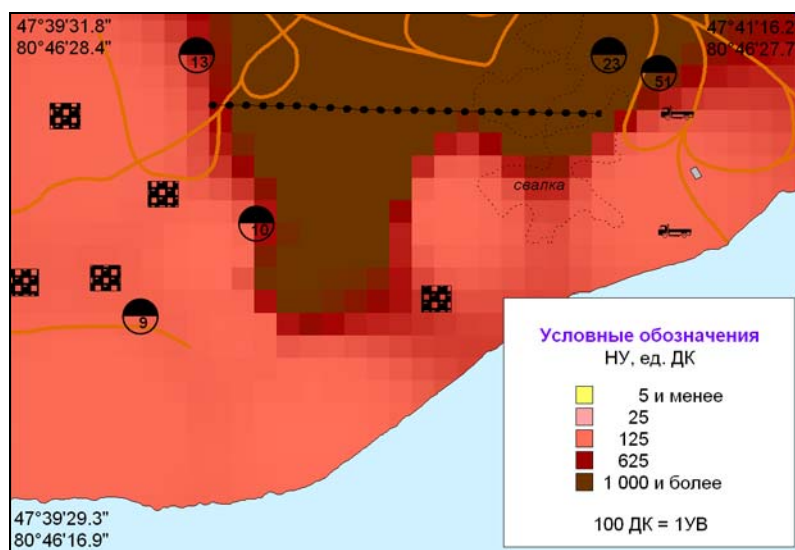 47°39'31.8"
80°46'28.4"
47°41'16.2
80°46'27.7
13
23
51
свалка
10
9
Условные обозначения
НУ, ед. ДК
5 и менее
25
125
625
1 000 и более
100 ДК = 1УВ
47°39'29.3"
80°46'16.9"